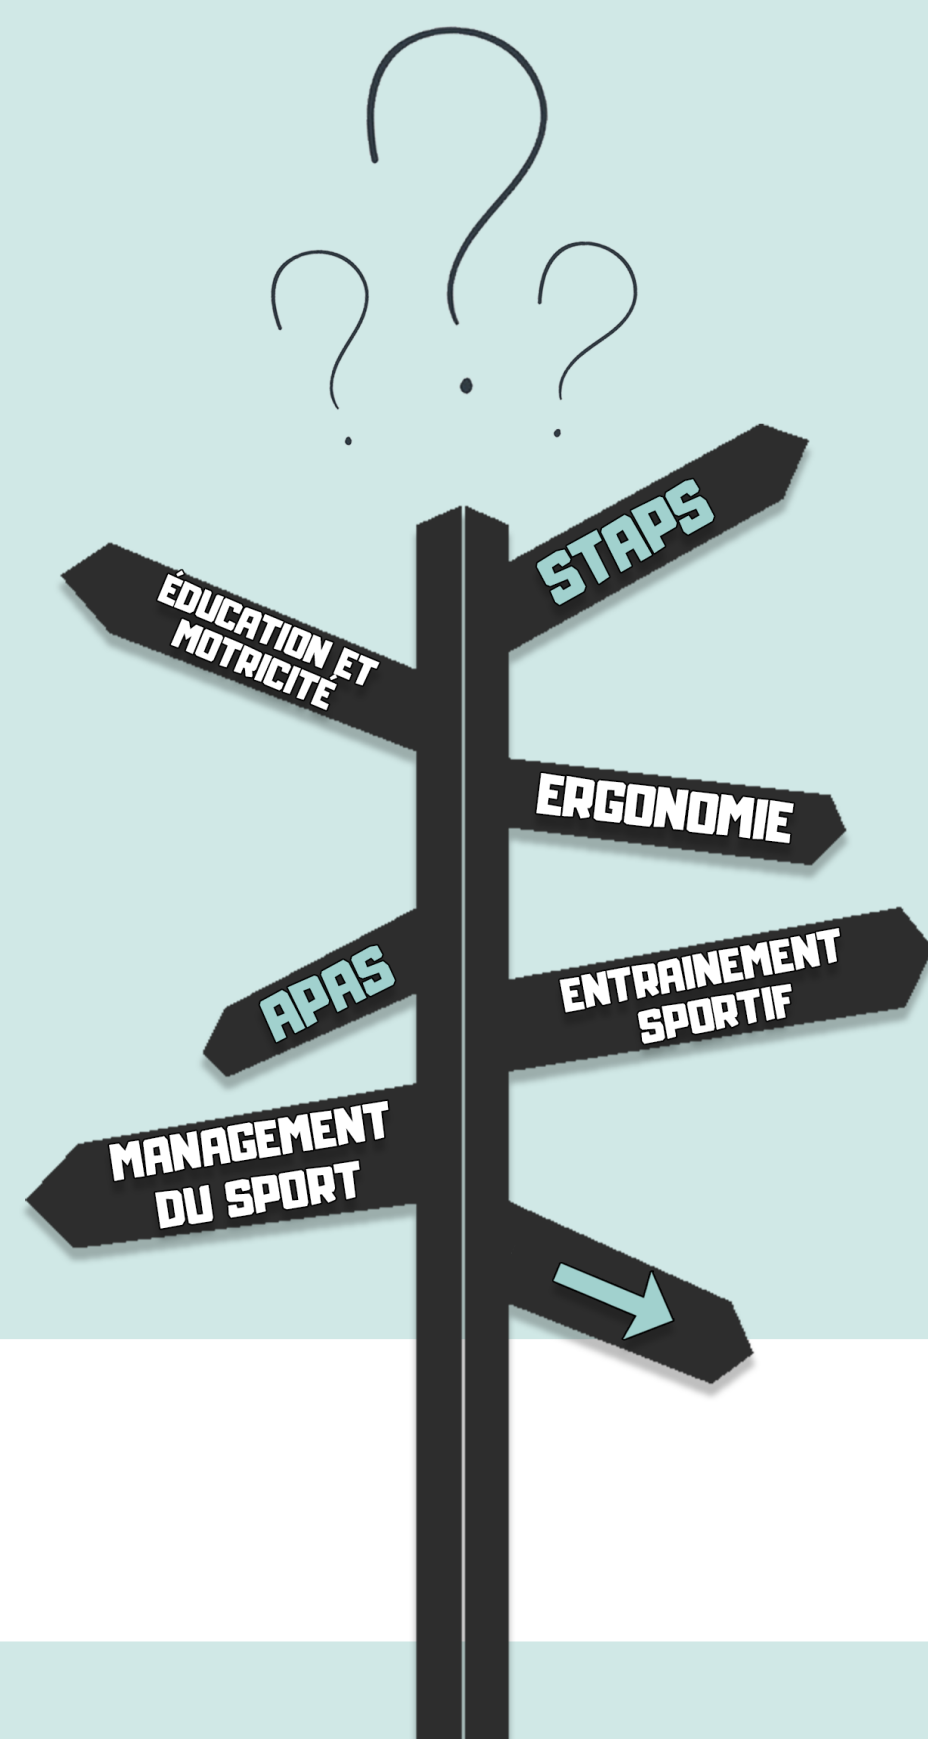 STAPS
ÉDUCATION ET
MOTRICITÉ
ERGONOMIE
APAS
ENTRAINEMENT
SPORTIF
MANAGEMENT
DU SPORT